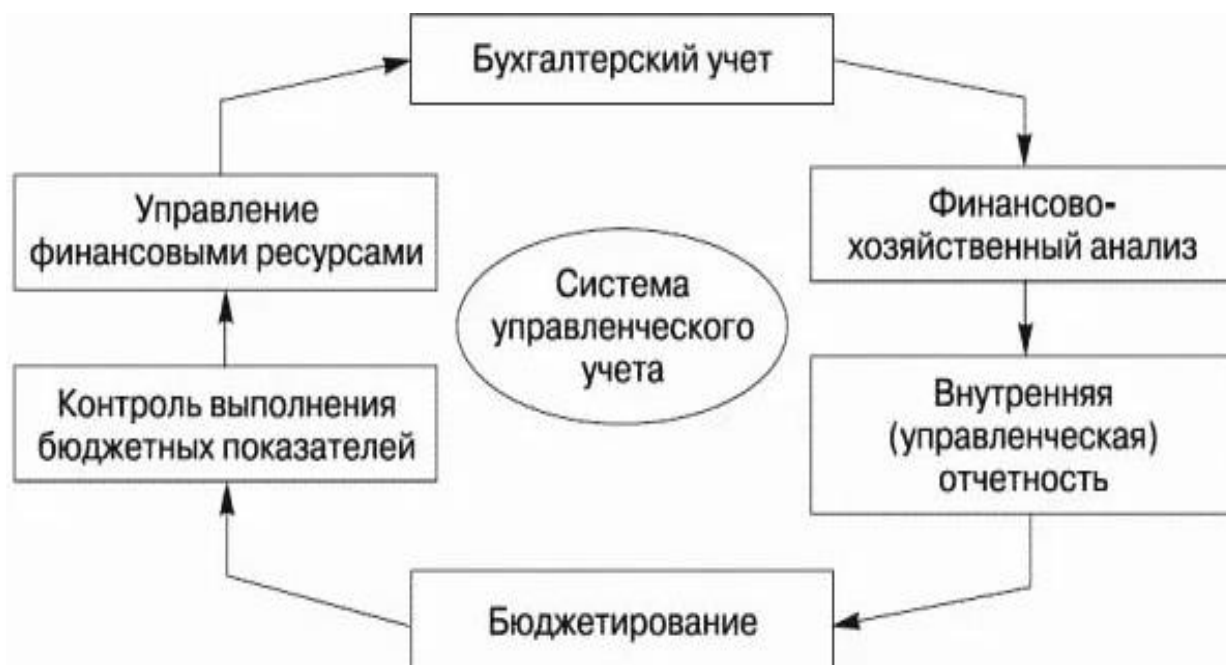 Бухгалтерский учет
Управление
финансовыми ресурсами
Финансово-
хозяйственный анализ
Система
управленческого
учета
Контроль выполнения
бюджетных показателей
Внутренняя
(управленческая)
отчетность
Бюджетирование